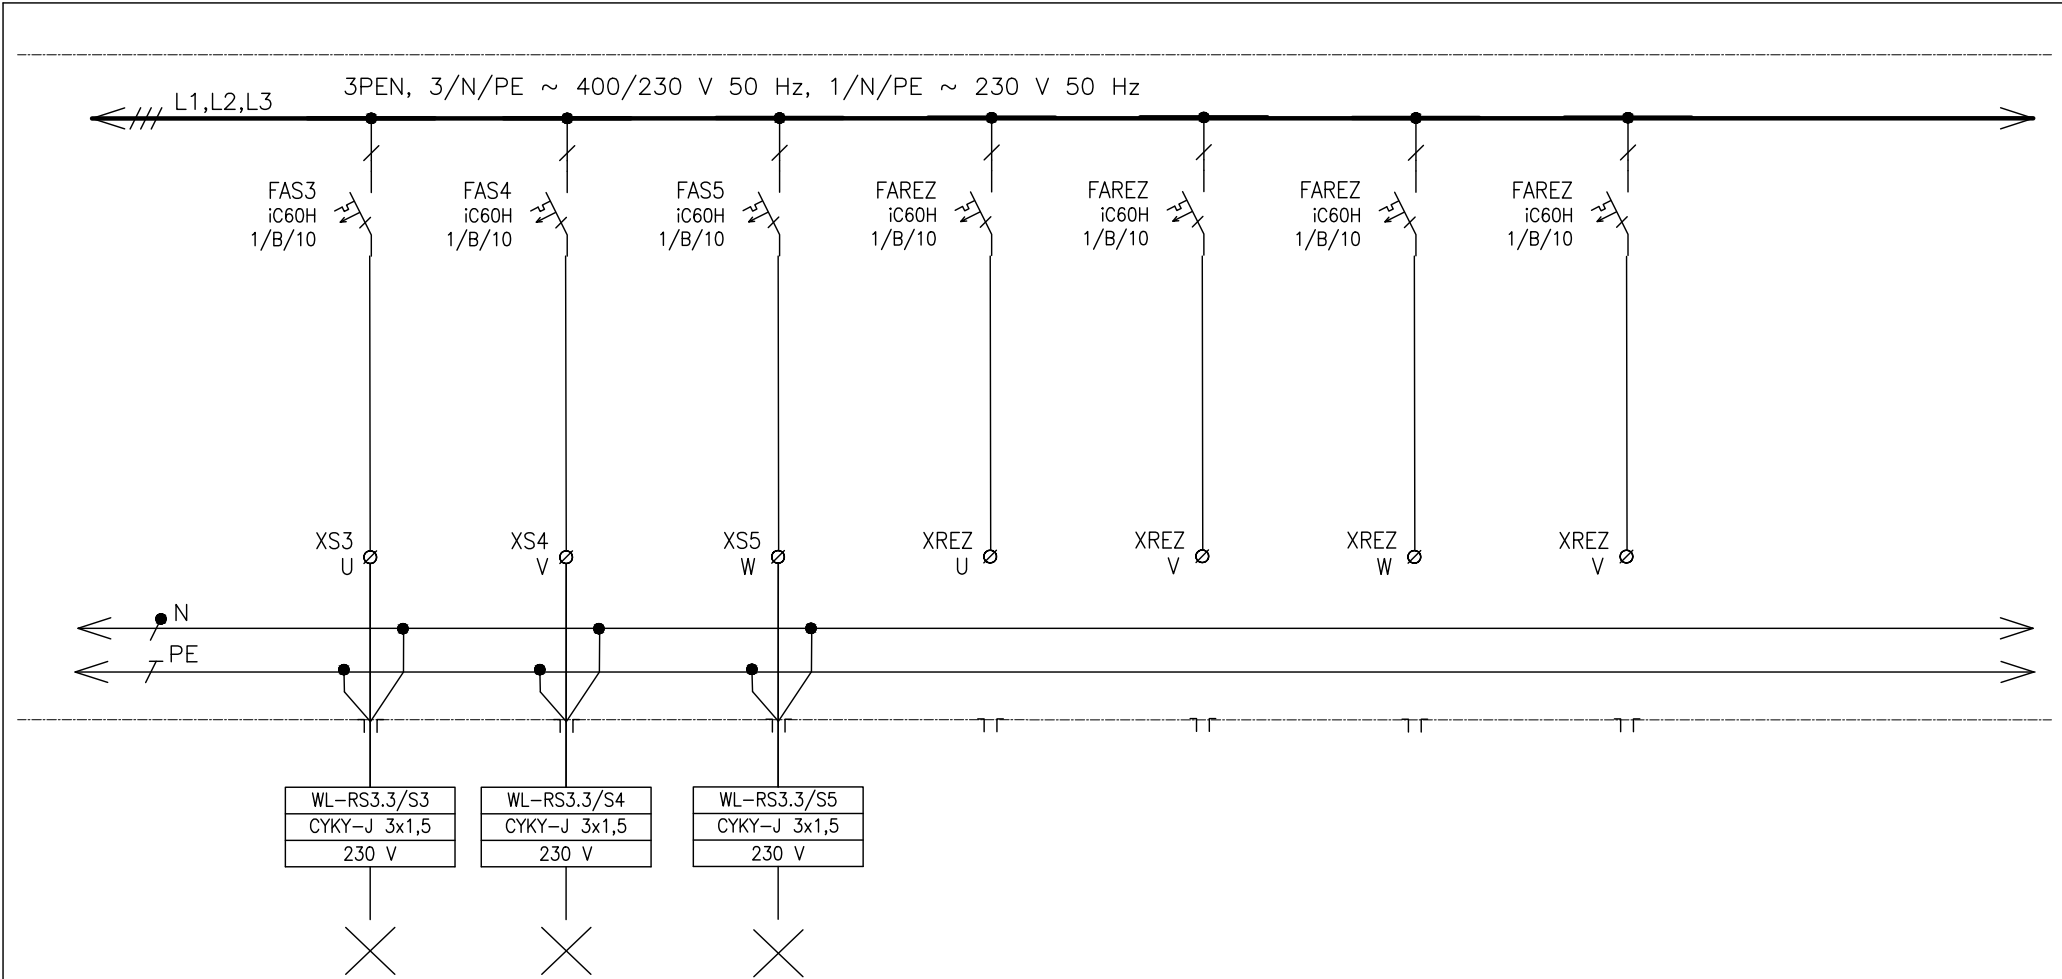 3PEN, 3/N/PE ~ 400/230 V 50 Hz, 1/N/PE ~ 230 V 50 Hz
L1,L2,L3
FAS3
iC60H
1/B/10
FAS4
iC60H
1/B/10
FAS5
iC60H
1/B/10
FAREZ
iC60H
1/B/10
FAREZ
iC60H
1/B/10
FAREZ
iC60H
1/B/10
FAREZ
iC60H
1/B/10
XS3
U
XS4
V
XS5
W
XREZ
U
XREZ
V
XREZ
W
XREZ
V
N
PE
WL-RS3.3/S3
CYKY-J 3x1,5
230 V
WL-RS3.3/S4
CYKY-J 3x1,5
230 V
WL-RS3.3/S5
CYKY-J 3x1,5
230 V